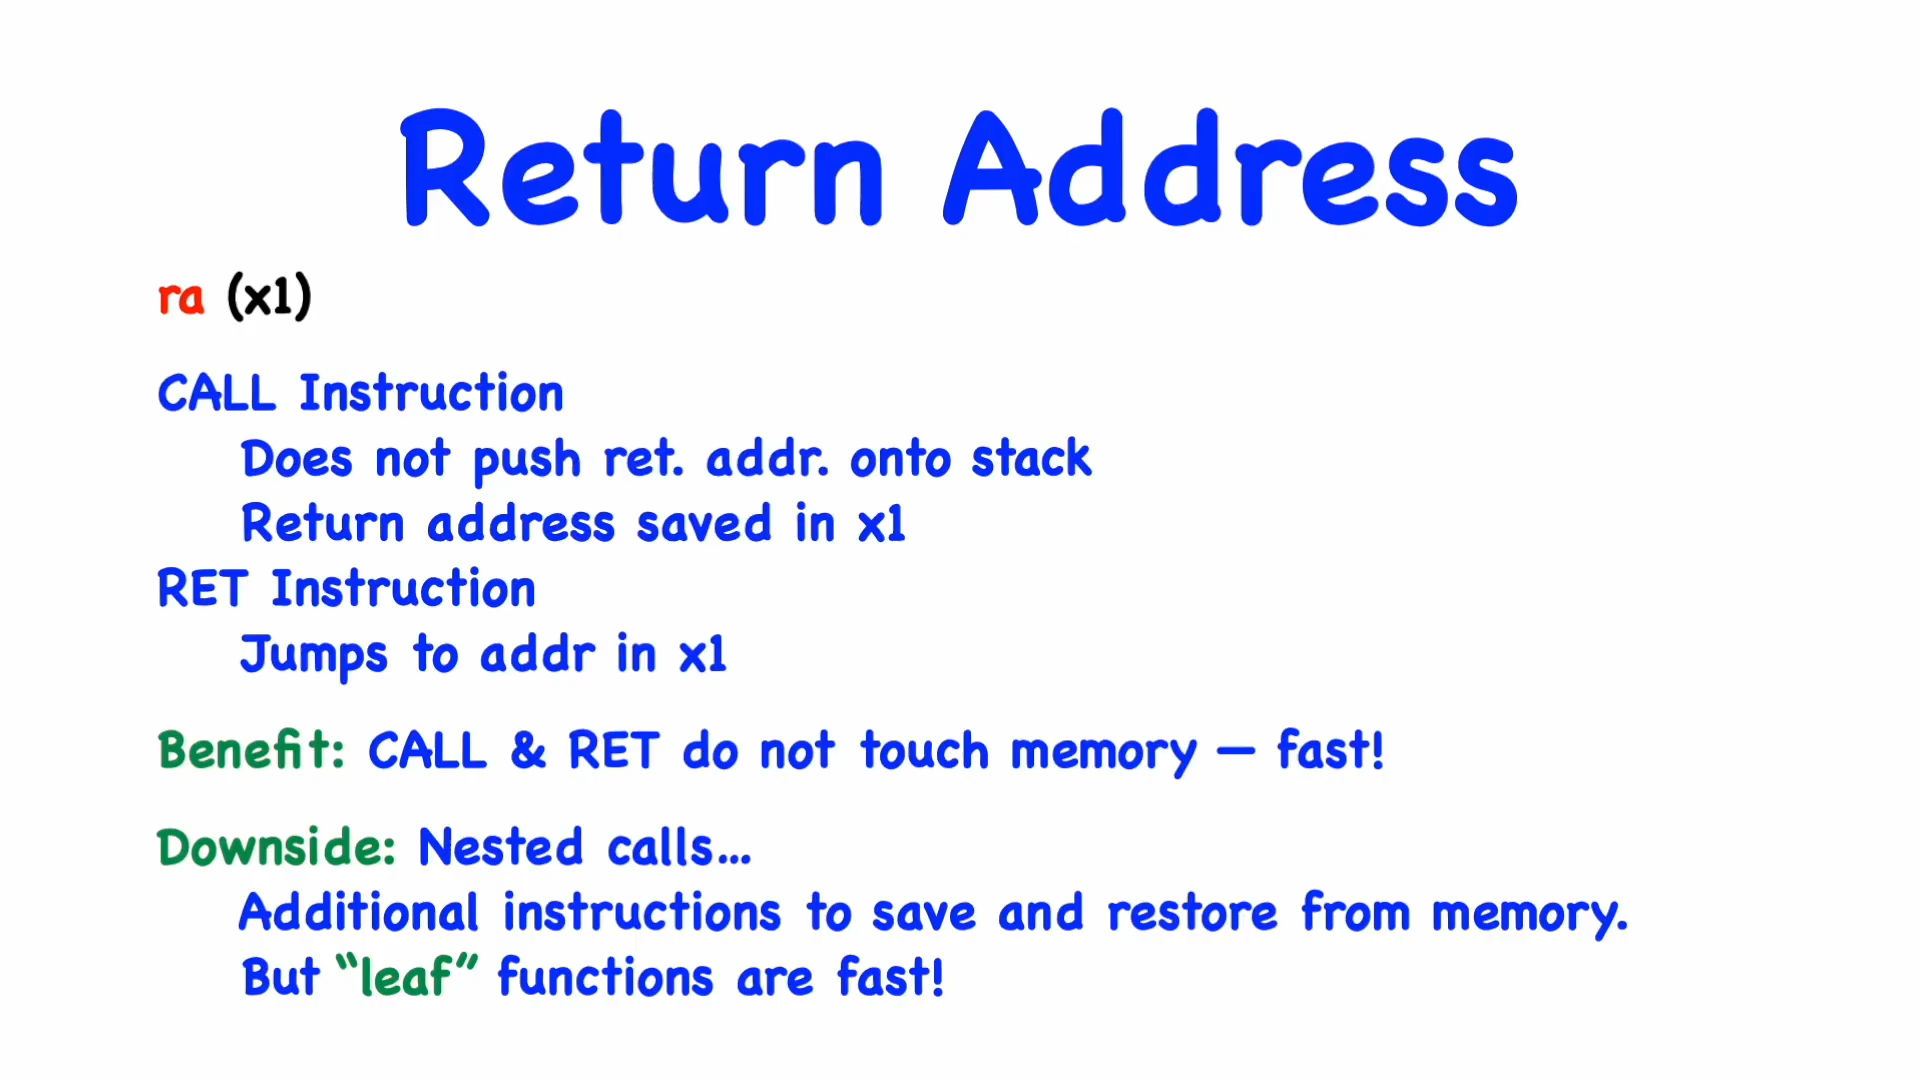 Return Address
ra (x1)
CALL Instruction
Does not push ret. addr. onto stack
Return address saved in x1
RET Instruction
Jumps to addr in x1
Benefit: CALL & RET do not touch memory — fast!
Downside: Nested calls…
Additional instructions to save and restore from memory.
But “leaf” functions are fast!